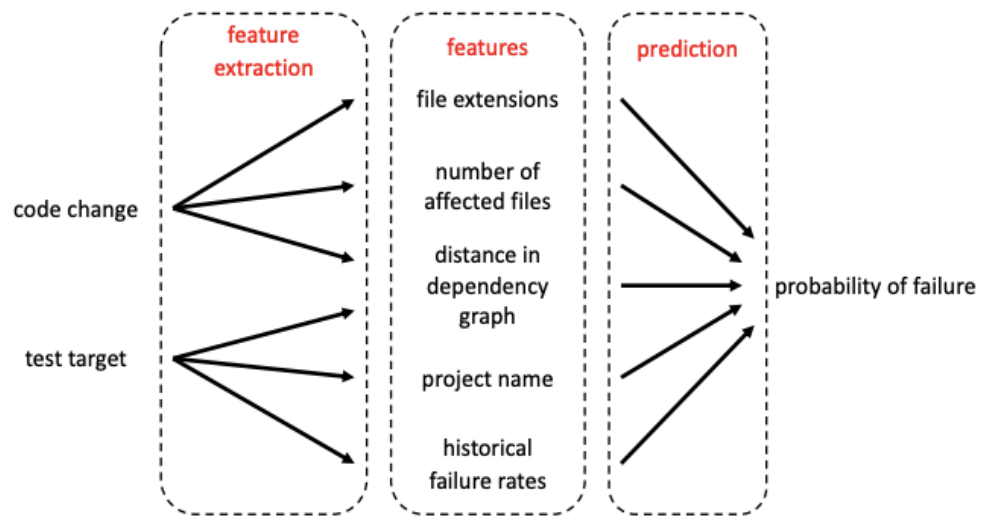 feature
extraction
features
prediction
file extensions
number of
affected files
code change
distance in
dependency
graph
probability of failure
test target
project name
historical
failure rates